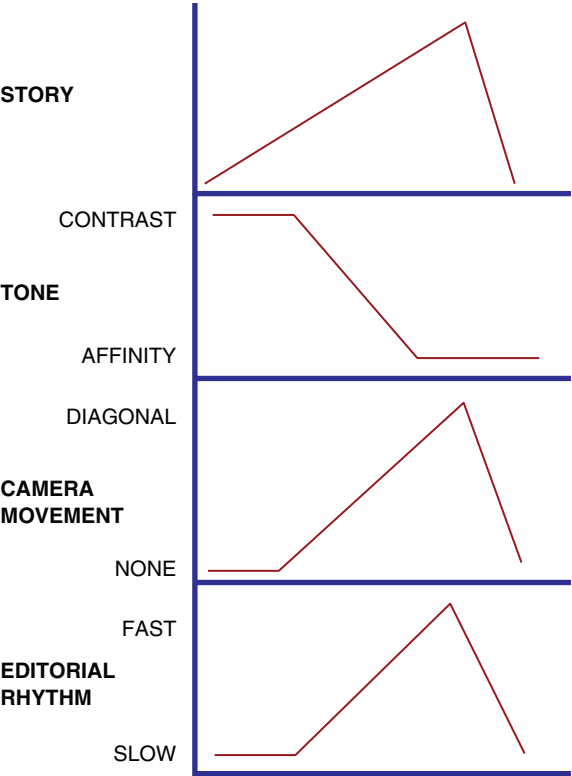 STORY
CONTRAST
TONE
AFFINITY
DIAGONAL
CAMERA
MOVEMENT
NONE
FAST
EDITORIAL
RHYTHM
SLOW